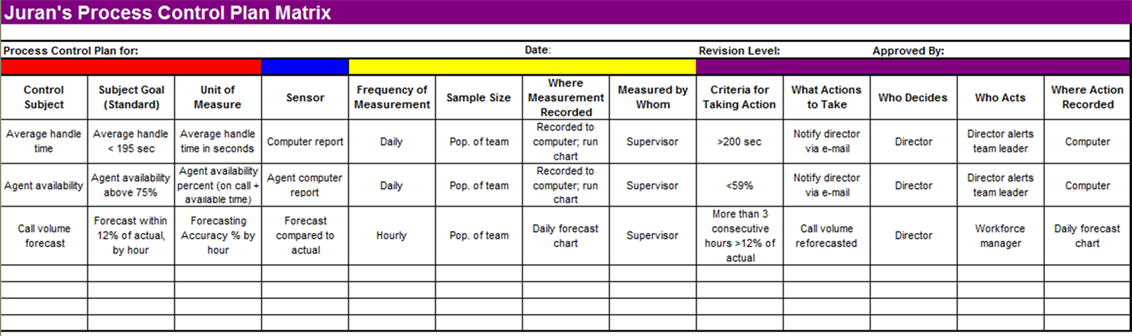 Juran's Process Control Plan Matrix
Process Control Plan for: Date: Revision Level: Approved By:
Control Subject
Subject Goal (Standard)
Unit of Measure
Sensor
Frequency of Measurement
Sample Size
Where Measurement Recorded
Measured by Whom
Criteria for Taking Action
What Actions to Take
Who Decides
Who Acts
Where Action Recorded
Average handle time
Average handle < 195 sec
Average handle time in seconds
Computer report
Daily
Pop. of team
Recorded to computer; run chart
Supervisor
>200 sec
Notify director via e-mail
Director
Director alerts team leader
Computer
Agent availability
Agent availability above 75%
Agent availability percent (on call + available time)
Agent computer report
Daily
Pop. of team
Recorded to computer; run chart
Supervisor
<59%
Notify director via e-mail
Director
Director alerts team leader
Computer
Call volume forecast
Forecast within 12% of actual, by hour
Forecasting Accuracy % by hour
Forecast compared to actual
Hourly
Pop. of team
Daily forecast chart
Supervisor
More than 3 consecutive hours >12% of actual
Call volume reforecasted
Director
Workforce manager
Daily forecast chart